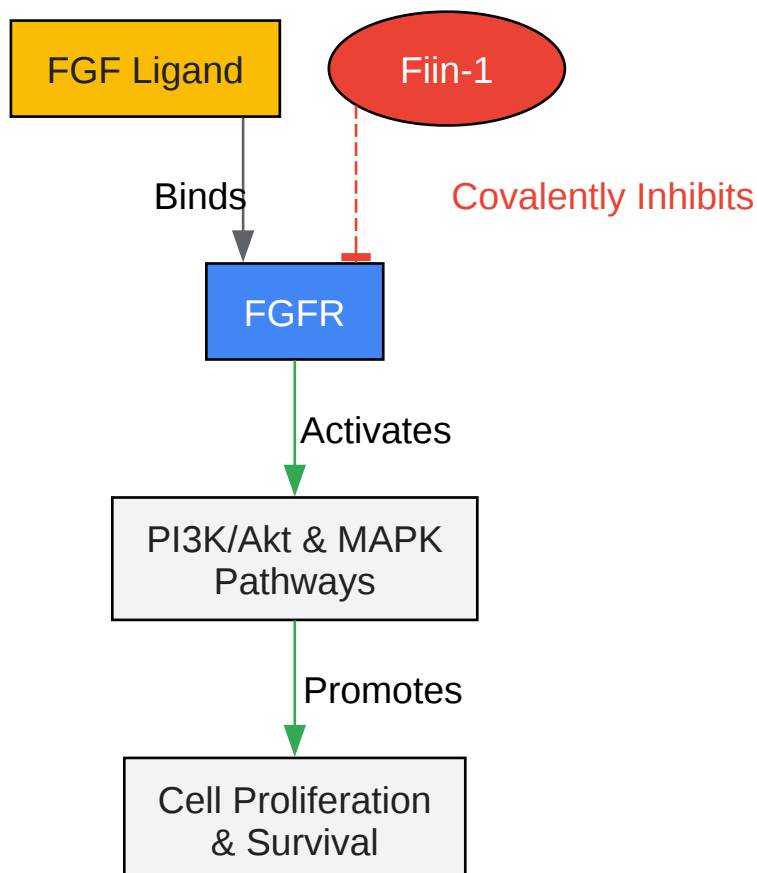 FGF Ligand
Fiin-1
Binds
Covalently Inhibits
FGFR
Activates
PI3K/Akt & MAPK
Pathways
Promotes
Cell Proliferation
& Survival